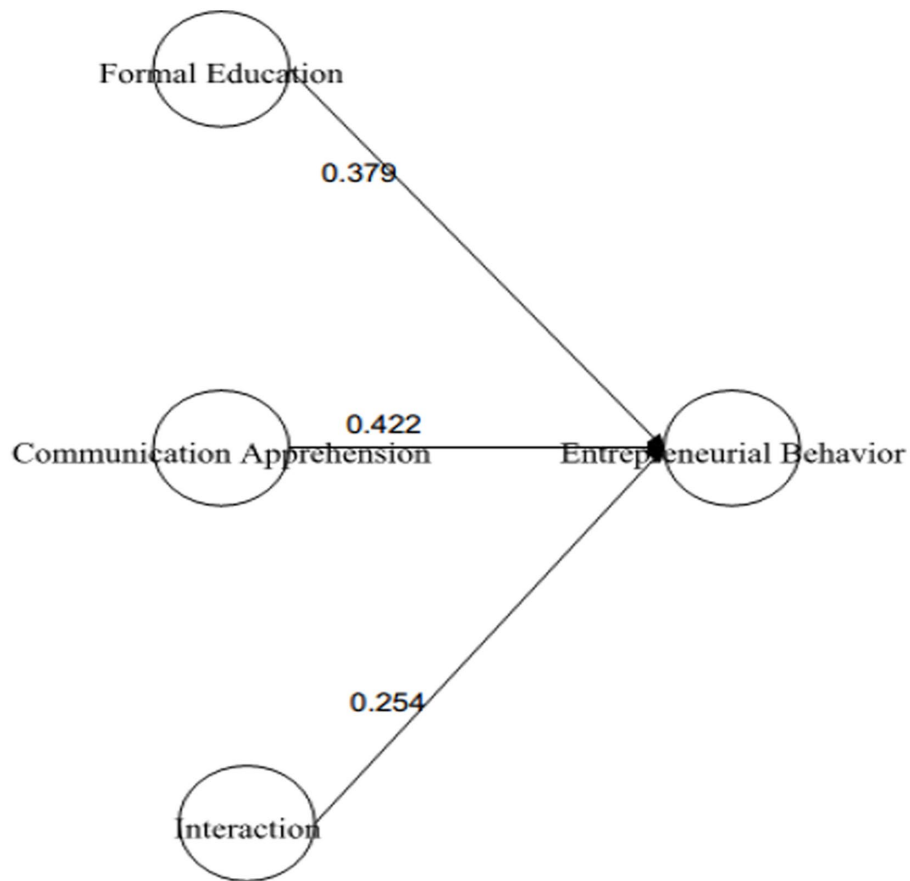 Formal Education
0.379
0.422
Communication Apprehension
Entrepreneurial Behavior
0.254
Interaction